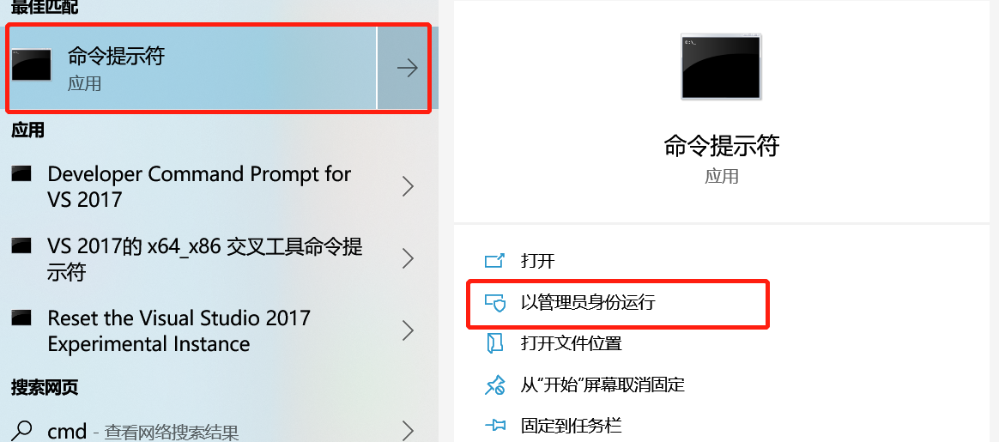 最佳匹配
命令提示符
应用
应用
Developer Command Prompt for
VS 2017
VS 2017的 x64_x86 交叉工具命令提
示符
Reset the Visual Studio 2017
Experimental Instance
搜索网页
cmd - 查看网络搜索结果
命令提示符
应用
打开
以管理员身份运行
打开文件位置
从“开始”屏幕取消固定
固定到任务栏